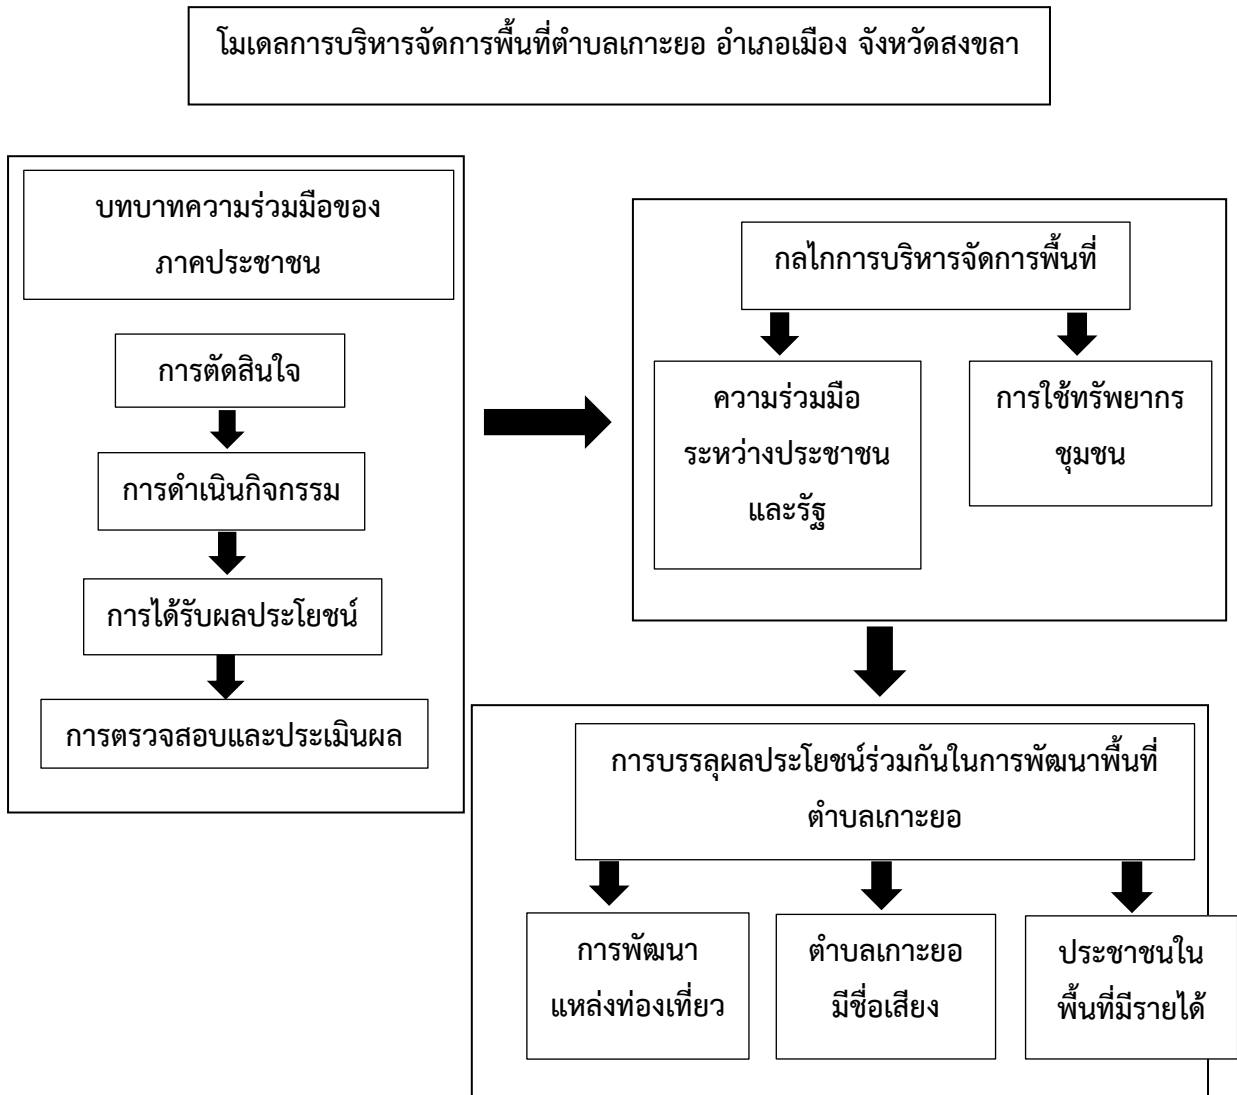 โมเดลการบริหารจัดการพื้นที่ตำบลเกาะยอ อำเภอเมือง จังหวัดสงขลา
บทบาทความร่วมมือของ
ภาคประชาชน
การตัดสินใจ
การดำเนินกิจกรรม
การได้รับผลประโยชน์
การตรวจสอบและประเมินผล
กลไกการบริหารจัดการพื้นที่
ความร่วมมือ
ระหว่างประชาชน
และรัฐ
การใช้ทรัพยากร
ชุมชน
การบรรลุผลประโยชน์ร่วมกันในการพัฒนาพื้นที่
ตำบลเกาะยอ
การพัฒนา
แหล่งท่องเที่ยว
ตำบลเกาะยอ
มีชื่อเสียง
ประชาชนใน
พื้นที่มีรายได้